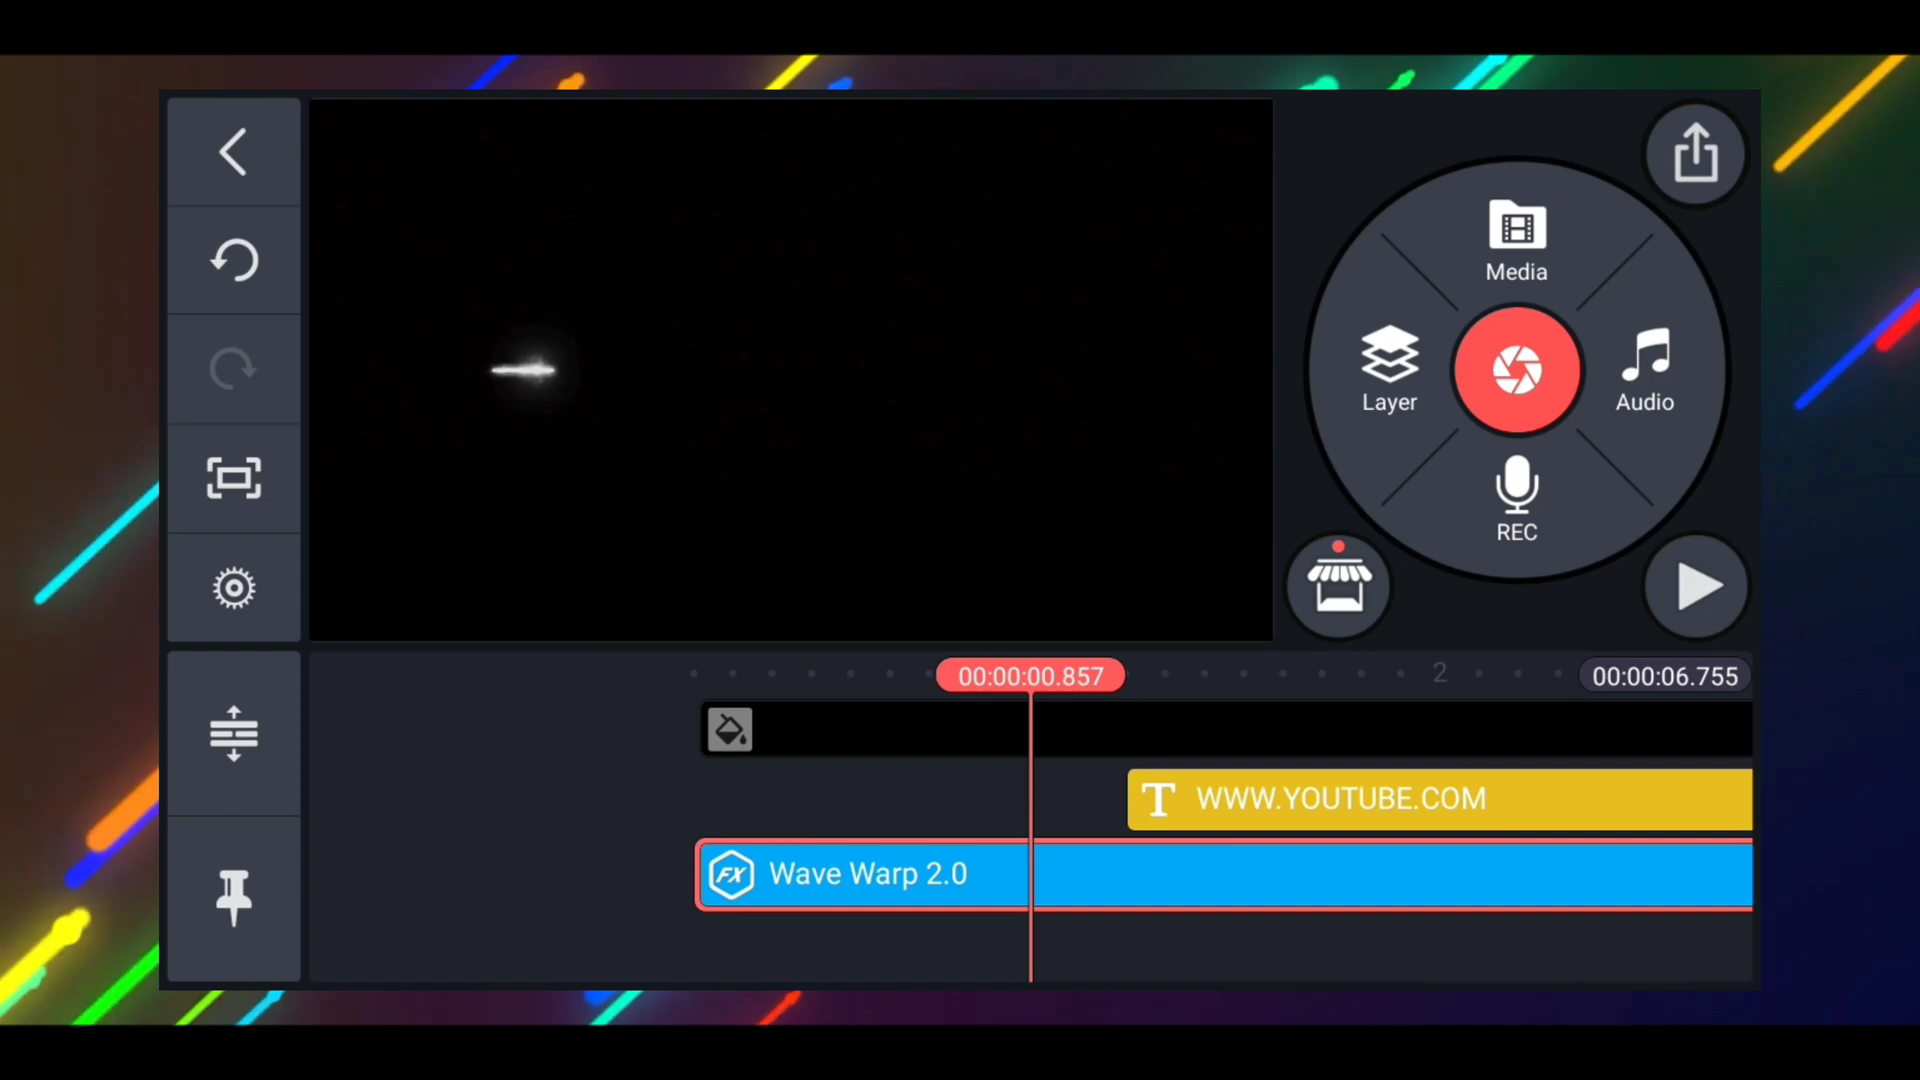 Media
Layer
Audio
REC
00:00:00.857
2
00:00:06.755
T WWW.YOUTUBE.COM
FX Wave Warp 2.0